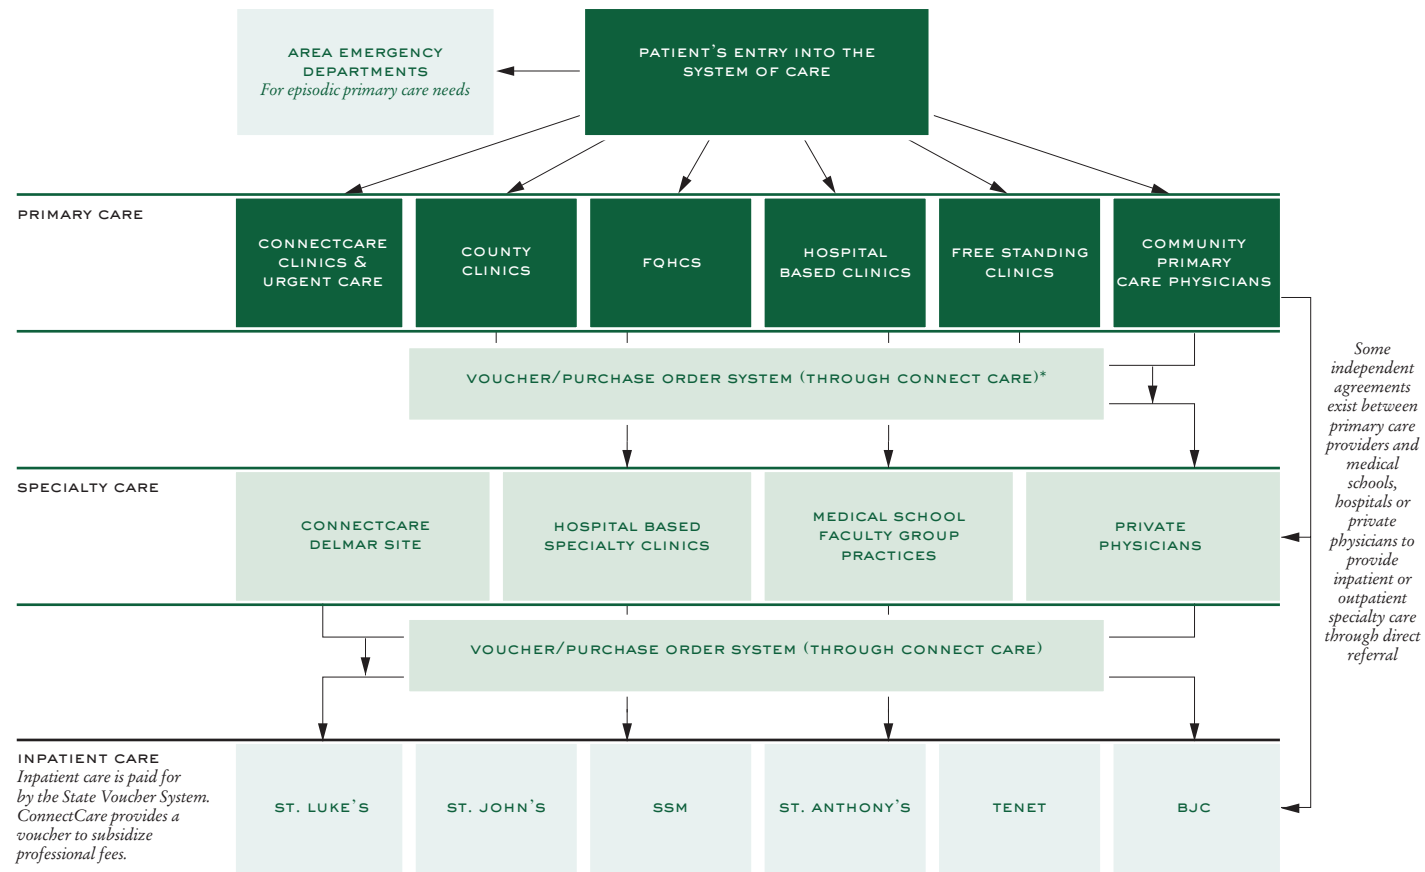 AREA EMERGENCY
DEPARTMENTS
For episodic primary care needs
PATIENT'S ENTRY INTO THE
SYSTEM OF CARE
PRIMARY CARE
CONNECTCARE
CLINICS &
URGENT CARE
COUNTY
CLINICS
FQHCS
HOSPITAL
BASED CLINICS
FREE STANDING
CLINICS
COMMUNITY
PRIMARY
CARE PHYSICIANS
VOUCHER/PURCHASE ORDER SYSTEM (THROUGH CONNECT CARE)*
Some
independent
agreements
exist between
primary care
providers and
medical
schools,
hospitals or
private
physicians to
provide
inpatient or
outpatient
specialty care
through direct
referral
SPECIALTY CARE
CONNECTCARE
DELMAR SITE
HOSPITAL BASED
SPECIALTY CLINICS
MEDICAL SCHOOL
FACULTY GROUP
PRACTICES
PRIVATE
PHYSICIANS
VOUCHER/PURCHASE ORDER SYSTEM (THROUGH CONNECT CARE)
INPATIENT CARE
Inpatient care is paid for
by the State Voucher System.
ConnectCare provides a
voucher to subsidize
professional fees.
ST. LUKE'S
ST. JOHN'S
SSM
ST. ANTHONY'S
TENET
BJC